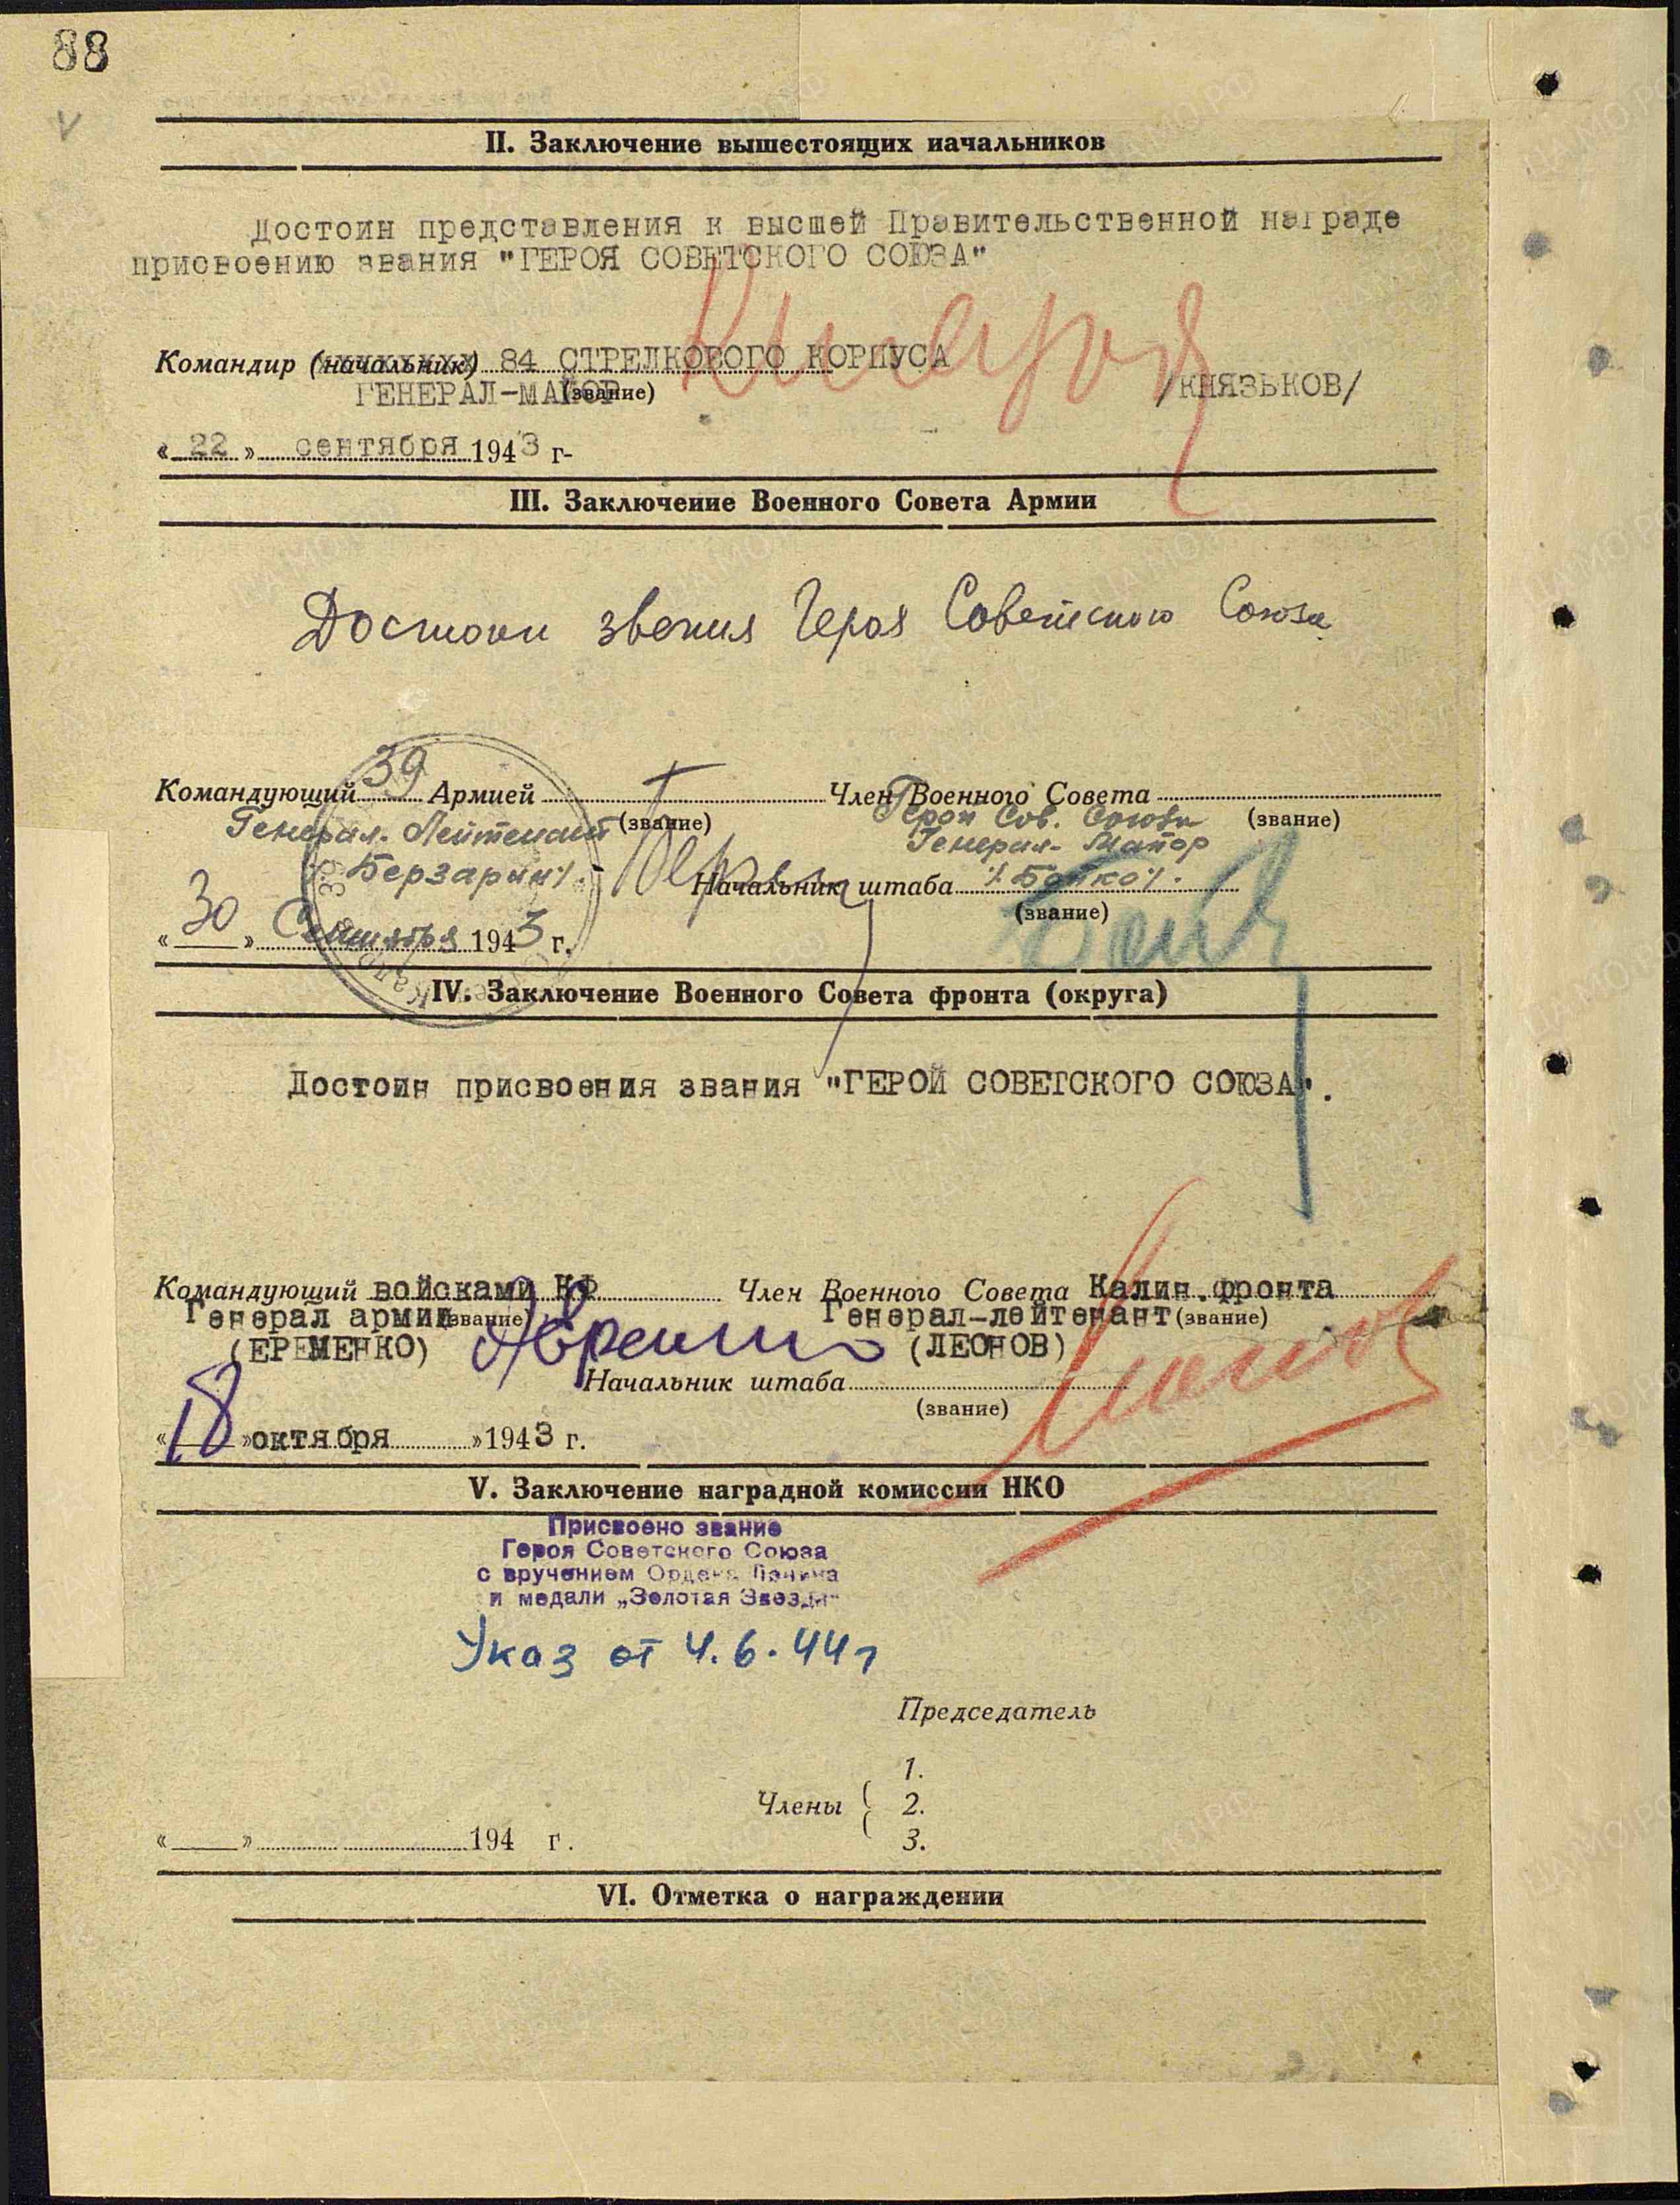 88
II. Заключение вышестоящих начальников
Достоин представления к высшей Правительственной награде
присвоению звания "ГЕРОЯ СОВЕТСКОГО СОЮЗА"
Командир (начальник) 84 СТРЕЛКОВОГО КОРПУСА
ГЕНЕРАЛ-МАЙОР (звание) /КНЯЗЬКОВ/
« 22 » сентября 1943 г-
III. Заключение Военного Совета Армии
Достоин звания Героя Советского Союза
Командующий 39 Армией Член Военного Совета
Генерал-Лейтенант (звание) Герой Сов. Союза (звание)
Генерал-Майор
/Берзарин/. Начальник штаба /Бойко/.
(звание)
« 30 » Сентября 1943 г.
IV. Заключение Военного Совета фронта (округа)
Достоин присвоения звания "ГЕРОЙ СОВЕТСКОГО СОЮЗА".
Командующий войсками КФ Член Военного Совета Калин.фронта
Генерал армии (звание) Генерал-лейтенант (звание)
(ЕРЕМЕНКО) (ЛЕОНОВ)
Начальник штаба
(звание)
« 18 » октября » 1943 г.
V. Заключение наградной комиссии НКО
Присвоено звание
Героя Советского Союза
с вручением Ордена Ленина
и медали „Золотая Звезда"
Указ от 4.6.44г
Председатель
1.
Члены 2.
3.
« » 194 г.
VI. Отметка о награждении